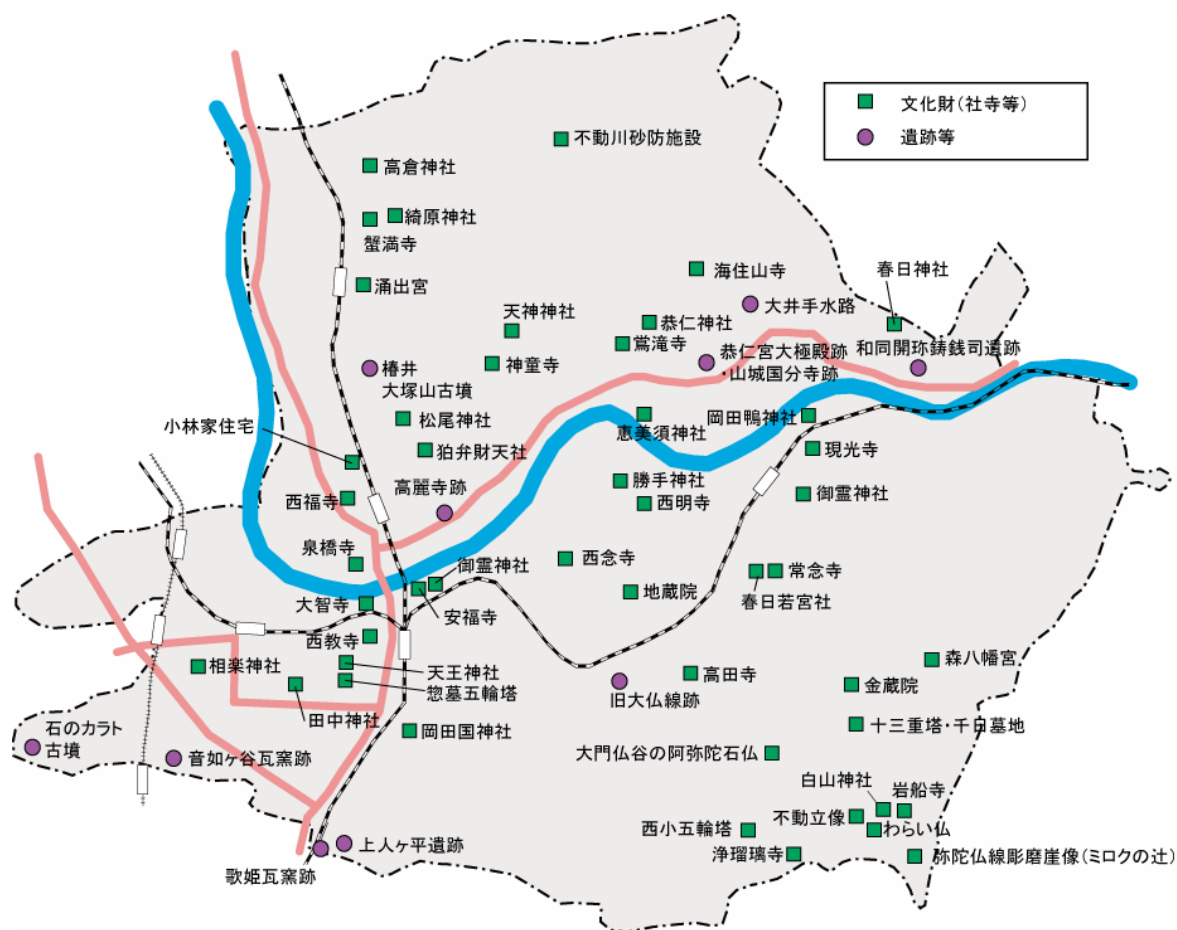 文化財（社寺等）
遺跡等
不動川砂防施設
高倉神社
綺原神社
蟹満寺
涌出宮
海住山寺
春日神社
大井手水路
天神神社
恭仁神社
鶯滝寺
神童寺
恭仁宮大極殿跡
・山城国分寺跡
和同開珎鋳銭司遺跡
椿井
大塚山古墳
松尾神社
小林家住宅
狛弁財天社
恵美須神社
岡田鴨神社
現光寺
勝手神社
西明寺
御霊神社
西福寺
高麗寺跡
泉橋寺
西念寺
御霊神社
常念寺
春日若宮社
地蔵院
大智寺
安福寺
西教寺
天王神社
惣墓五輪塔
相楽神社
田中神社
森八幡宮
高田寺
金蔵院
旧大仏線跡
岡田国神社
十三重塔・千日墓地
石のカラト
古墳
音如ヶ谷瓦窯跡
大門仏谷の阿弥陀石仏
白山神社
岩船寺
不動立像
西小五輪塔
わらい仏
上人ヶ平遺跡
浄瑠璃寺
弥陀仏線彫磨崖像（ミロクの辻）
歌姫瓦窯跡